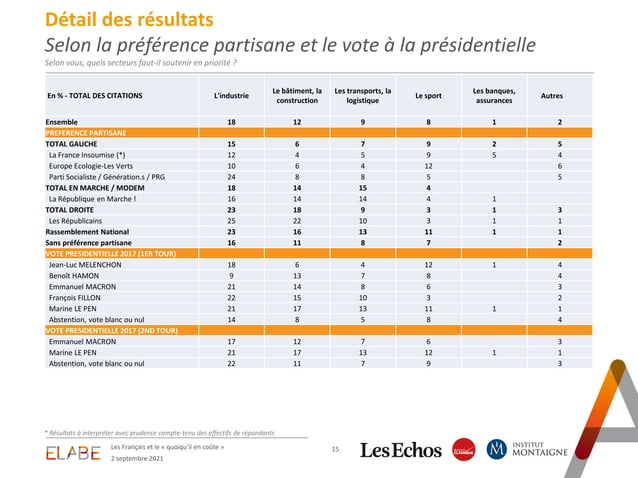 Détail des résultats
Selon la préférence partisane et le vote à la présidentielle
Selon vous, quels secteurs faut-il soutenir en priorité ?
En % - TOTAL DES CITATIONS L'industrie Le bâtiment, la construction Les transports, la logistique Le sport Les banques, assurances Autres
Ensemble 18 12 9 8 1 2
PREFERENCE PARTISANE
TOTAL GAUCHE 15 6 7 9 2 5
La France Insoumise (*) 12 4 5 9 5 4
Europe Ecologie-Les Verts 10 6 4 12 6
Parti Socialiste / Génération.s / PRG 24 8 8 5 5
TOTAL EN MARCHE / MODEM 18 14 15 4
La République en Marche ! 16 14 14 4 1
TOTAL DROITE 23 18 9 3 1 3
Les Républicains 25 22 10 3 1 1
Rassemblement National 23 16 13 11 1 1
Sans préférence partisane 16 11 8 7 2
VOTE PRESIDENTIELLE 2017 (1ER TOUR)
Jean-Luc MELENCHON 18 6 4 12 1 4
Benoît HAMON 9 13 7 8 4
Emmanuel MACRON 21 14 8 6 3
François FILLON 22 15 10 3 2
Marine LE PEN 21 17 13 11 1 1
Abstention, vote blanc ou nul 14 8 5 8 4
VOTE PRESIDENTIELLE 2017 (2ND TOUR)
Emmanuel MACRON 17 12 7 6 3
Marine LE PEN 21 17 13 12 1 1
Abstention, vote blanc ou nul 22 11 7 9 3
* Résultats à interpréter avec prudence compte-tenu des effectifs de répondants
ELABE
Les Français et le « quoiqu'il en coûte »
2 septembre 2021
15
Les Echos
RADIO CLASSIQUE
M
INSTITUT
MONTAIGNE